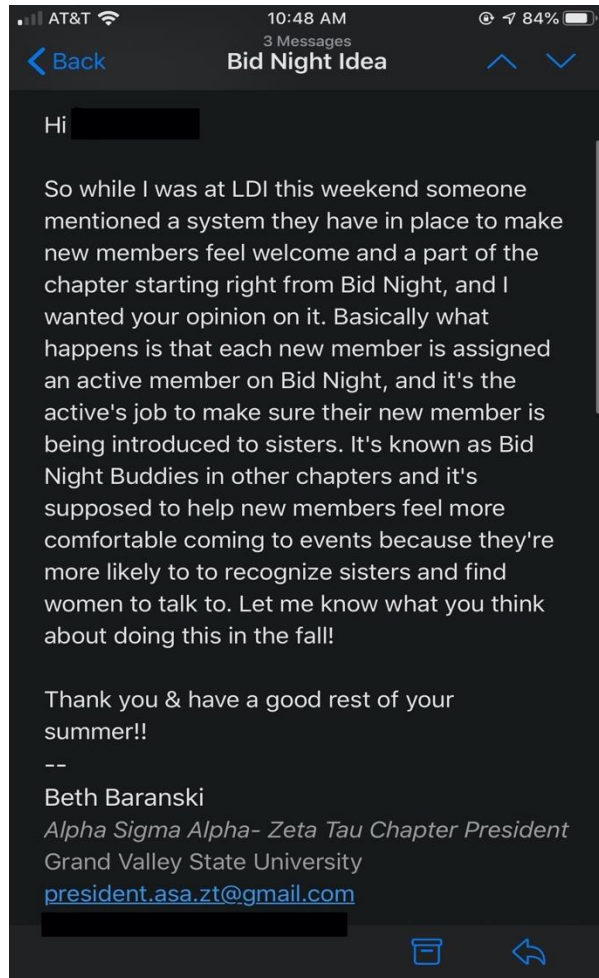 AT&T 10:48 AM 84%
3 Messages
Back Bid Night Idea
Hi
So while I was at LDI this weekend someone
mentioned a system they have in place to make
new members feel welcome and a part of the
chapter starting right from Bid Night, and I
wanted your opinion on it. Basically what
happens is that each new member is assigned
an active member on Bid Night, and it's the
active's job to make sure their new member is
being introduced to sisters. It's known as Bid
Night Buddies in other chapters and it's
supposed to help new members feel more
comfortable coming to events because they're
more likely to to recognize sisters and find
women to talk to. Let me know what you think
about doing this in the fall!
Thank you & have a good rest of your
summer!!
--
Beth Baranski
Alpha Sigma Alpha- Zeta Tau Chapter President
Grand Valley State University
president.asa.zt@gmail.com